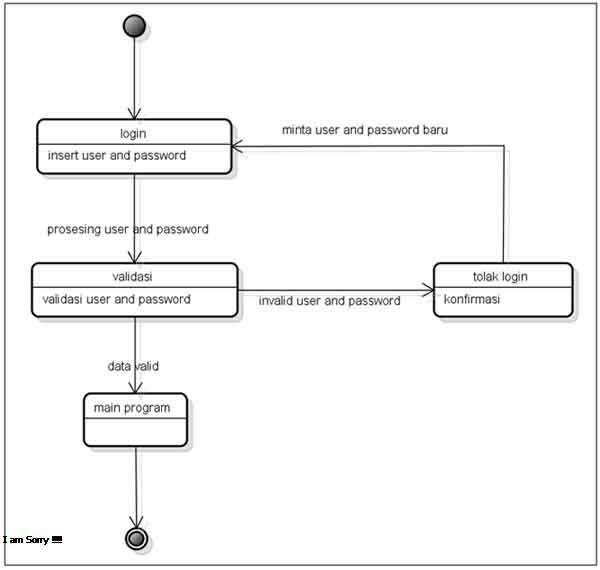 login
insert user and password
minta user and password baru
prosesing user and password
validasi
validasi user and password
invalid user and password
tolak login
konfirmasi
data valid
main program
I am Sorry !!!!